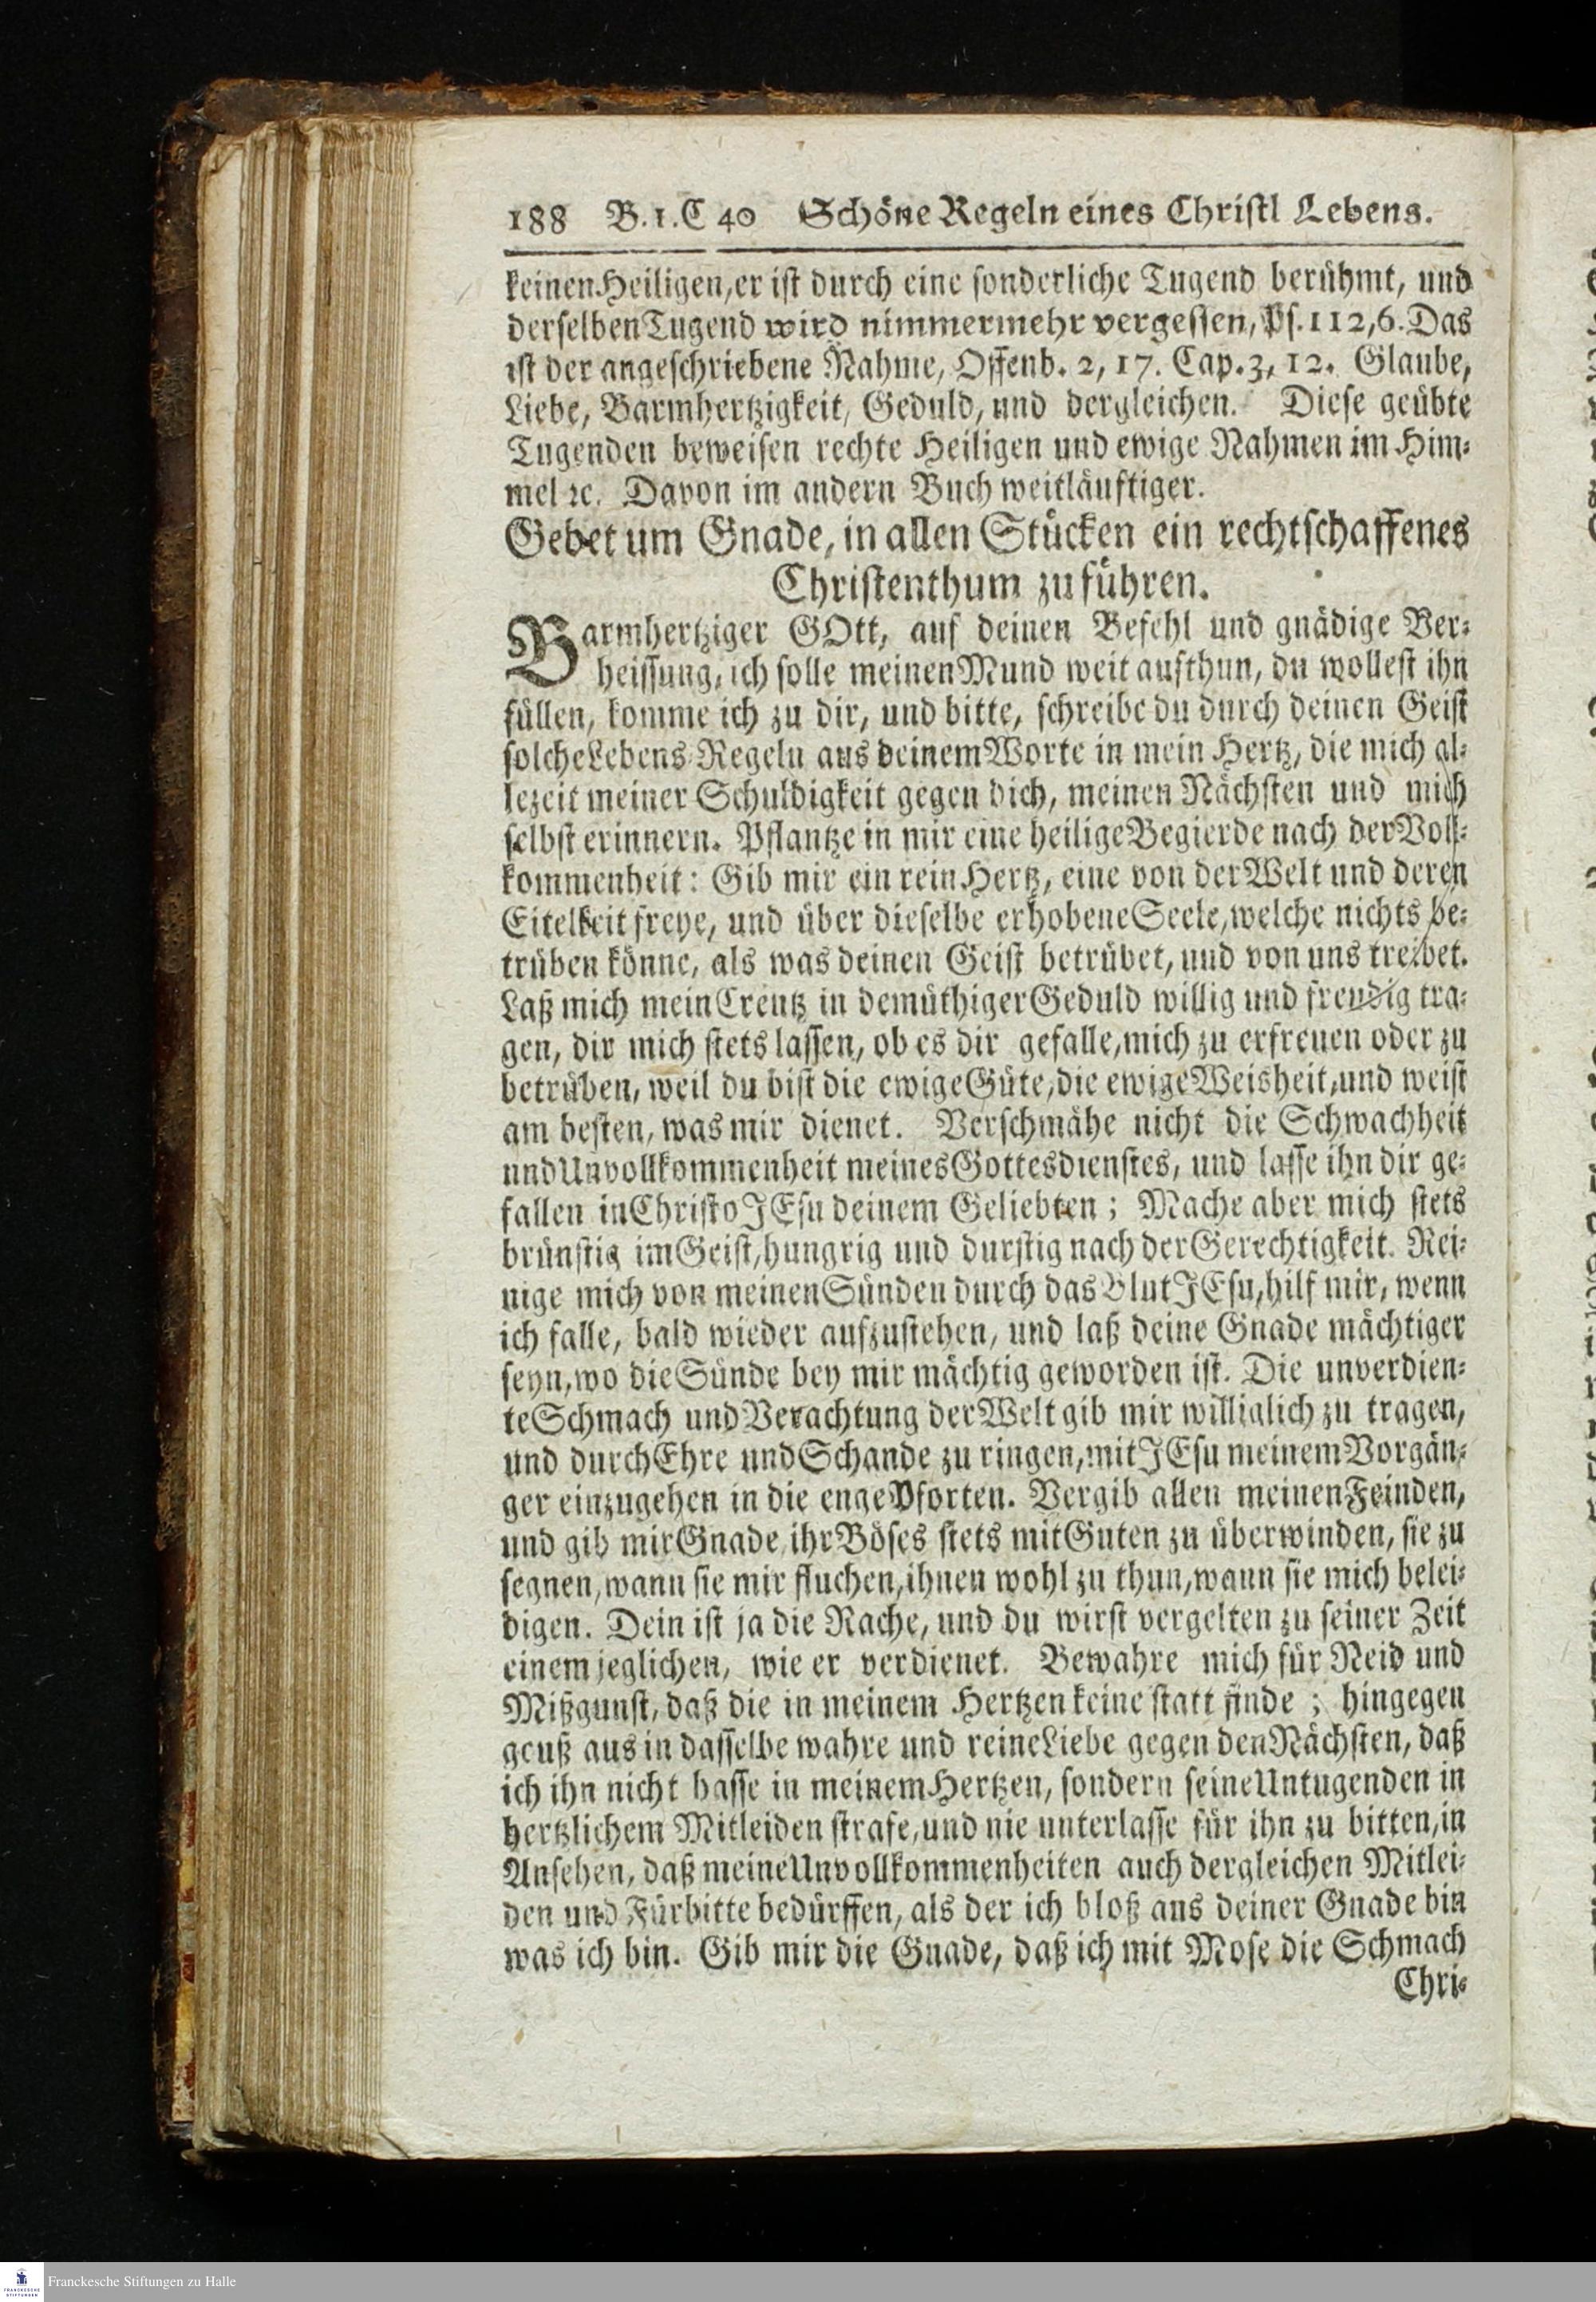 188 B. 1. C 40 Schöne Regeln eines Christl Lebens.
keinen Heiligen, er ist durch eine sonderliche Tugend berühmt, und
derselben Tugend wird nimmermehr vergessen, Ps. 112,6. Das
ist der angeschriebene Nahme, Offenb. 2, 17. Cap. 3, 12. Glaube,
Liebe, Barmhertzigkeit, Geduld, und dergleichen. Diese geübte
Tugenden beweisen rechte Heiligen und ewige Nahmen im Him-
mel ꝛc. Davon im andern Buch weitläuftiger.
Gebet um Gnade, in allen Stücken ein rechtschaffenes
Christenthum zu führen.
Barmhertziger GOtt, auf deinen Befehl und gnädige Ver-
heissung, ich solle meinen Mund weit aufthun, du wollest ihn
füllen, komme ich zu dir, und bitte, schreibe du durch deinen Geist
solche Lebens-Regeln aus deinem Worte in mein Hertz, die mich al-
lezeit meiner Schuldigkeit gegen dich, meinen Nächsten und mich
selbst erinnern. Pflantze in mir eine heilige Begierde nach der Voll-
kommenheit: Gib mir ein rein Hertz, eine von der Welt und deren
Eitelkeit freye, und über dieselbe erhobene Seele, welche nichts be-
trüben könne, als was deinen Geist betrübet, und von uns treibet.
Laß mich mein Creutz in demüthiger Geduld willig und freudig tra-
gen, dir mich stets lassen, ob es dir gefalle, mich zu erfreuen oder zu
betrüben, weil du bist die ewige Güte, die ewige Weisheit, und weist
am besten, was mir dienet. Verschmähe nicht die Schwachheit
und Unvollkommenheit meines Gottesdienstes, und lasse ihn dir ge-
fallen in Christo JEsu deinem Geliebten; Mache aber mich stets
brünstig im Geist, hungrig und durstig nach der Gerechtigkeit. Rei-
nige mich von meinen Sünden durch das Blut JEsu, hilf mir, wenn
ich falle, bald wieder aufzustehen, und laß deine Gnade mächtiger
seyn, wo die Sünde bey mir mächtig geworden ist. Die unverdien-
te Schmach und Verachtung der Welt gib mir williglich zu tragen,
und durch Ehre und Schande zu ringen, mit JEsu meinem Vorgän-
ger einzugehen in die enge Pforten. Vergib allen meinen Feinden,
und gib mir Gnade, ihr Böses stets mit Guten zu überwinden, sie zu
segnen, wann sie mir fluchen, ihnen wohl zu thun, wann sie mich belei-
digen. Dein ist ja die Rache, und du wirst vergelten zu seiner Zeit
einem jeglichen, wie er verdienet. Bewahre mich für Neid und
Mißgunst, daß die in meinem Hertzen keine statt finde; hingegen
geuß aus in dasselbe wahre und reine Liebe gegen den Nächsten, daß
ich ihn nicht hasse in meinem Hertzen, sondern seine Untugenden in
hertzlichem Mitleiden strafe, und nie unterlasse für ihn zu bitten, in
Ansehen, daß meine Unvollkommenheiten auch dergleichen Mitlei-
den und Fürbitte bedürffen, als der ich bloß aus deiner Gnade bin
was ich bin. Gib mir die Gnade, daß ich mit Mose die Schmach
Chri-
Franckesche Stiftungen zu Halle